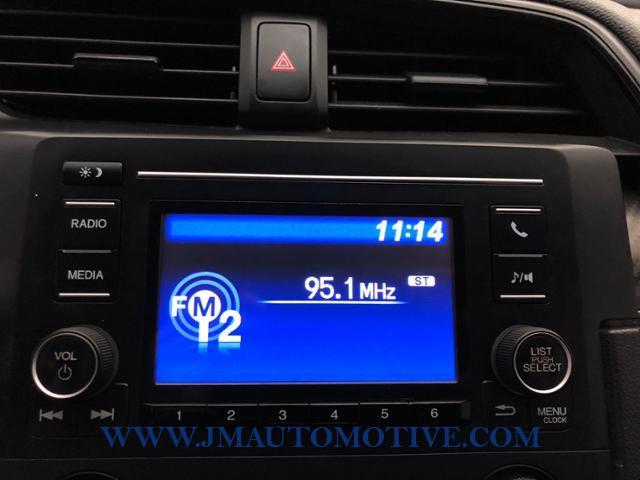 RADIO
MEDIA
VOL
11:14
FM 2
95.1 MHz
ST
LIST
PUSH
SELECT
1 2 3 4 5 6
MENU
CLOCK
WWW.JMAUTOMOTIVE.COM